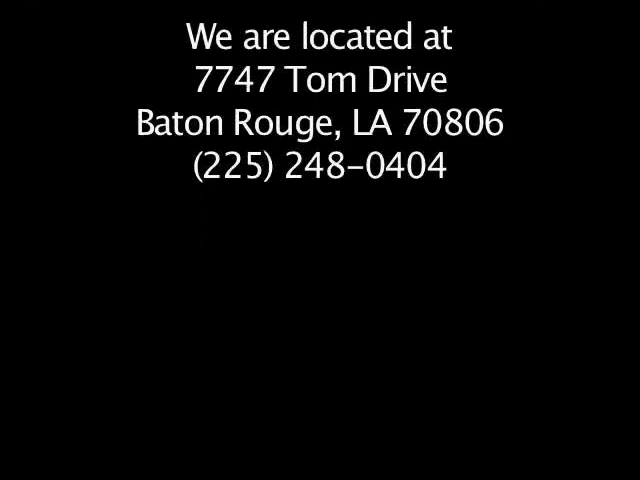 We are located at
7747 Tom Drive
Baton Rouge, LA 70806
(225) 248-0404